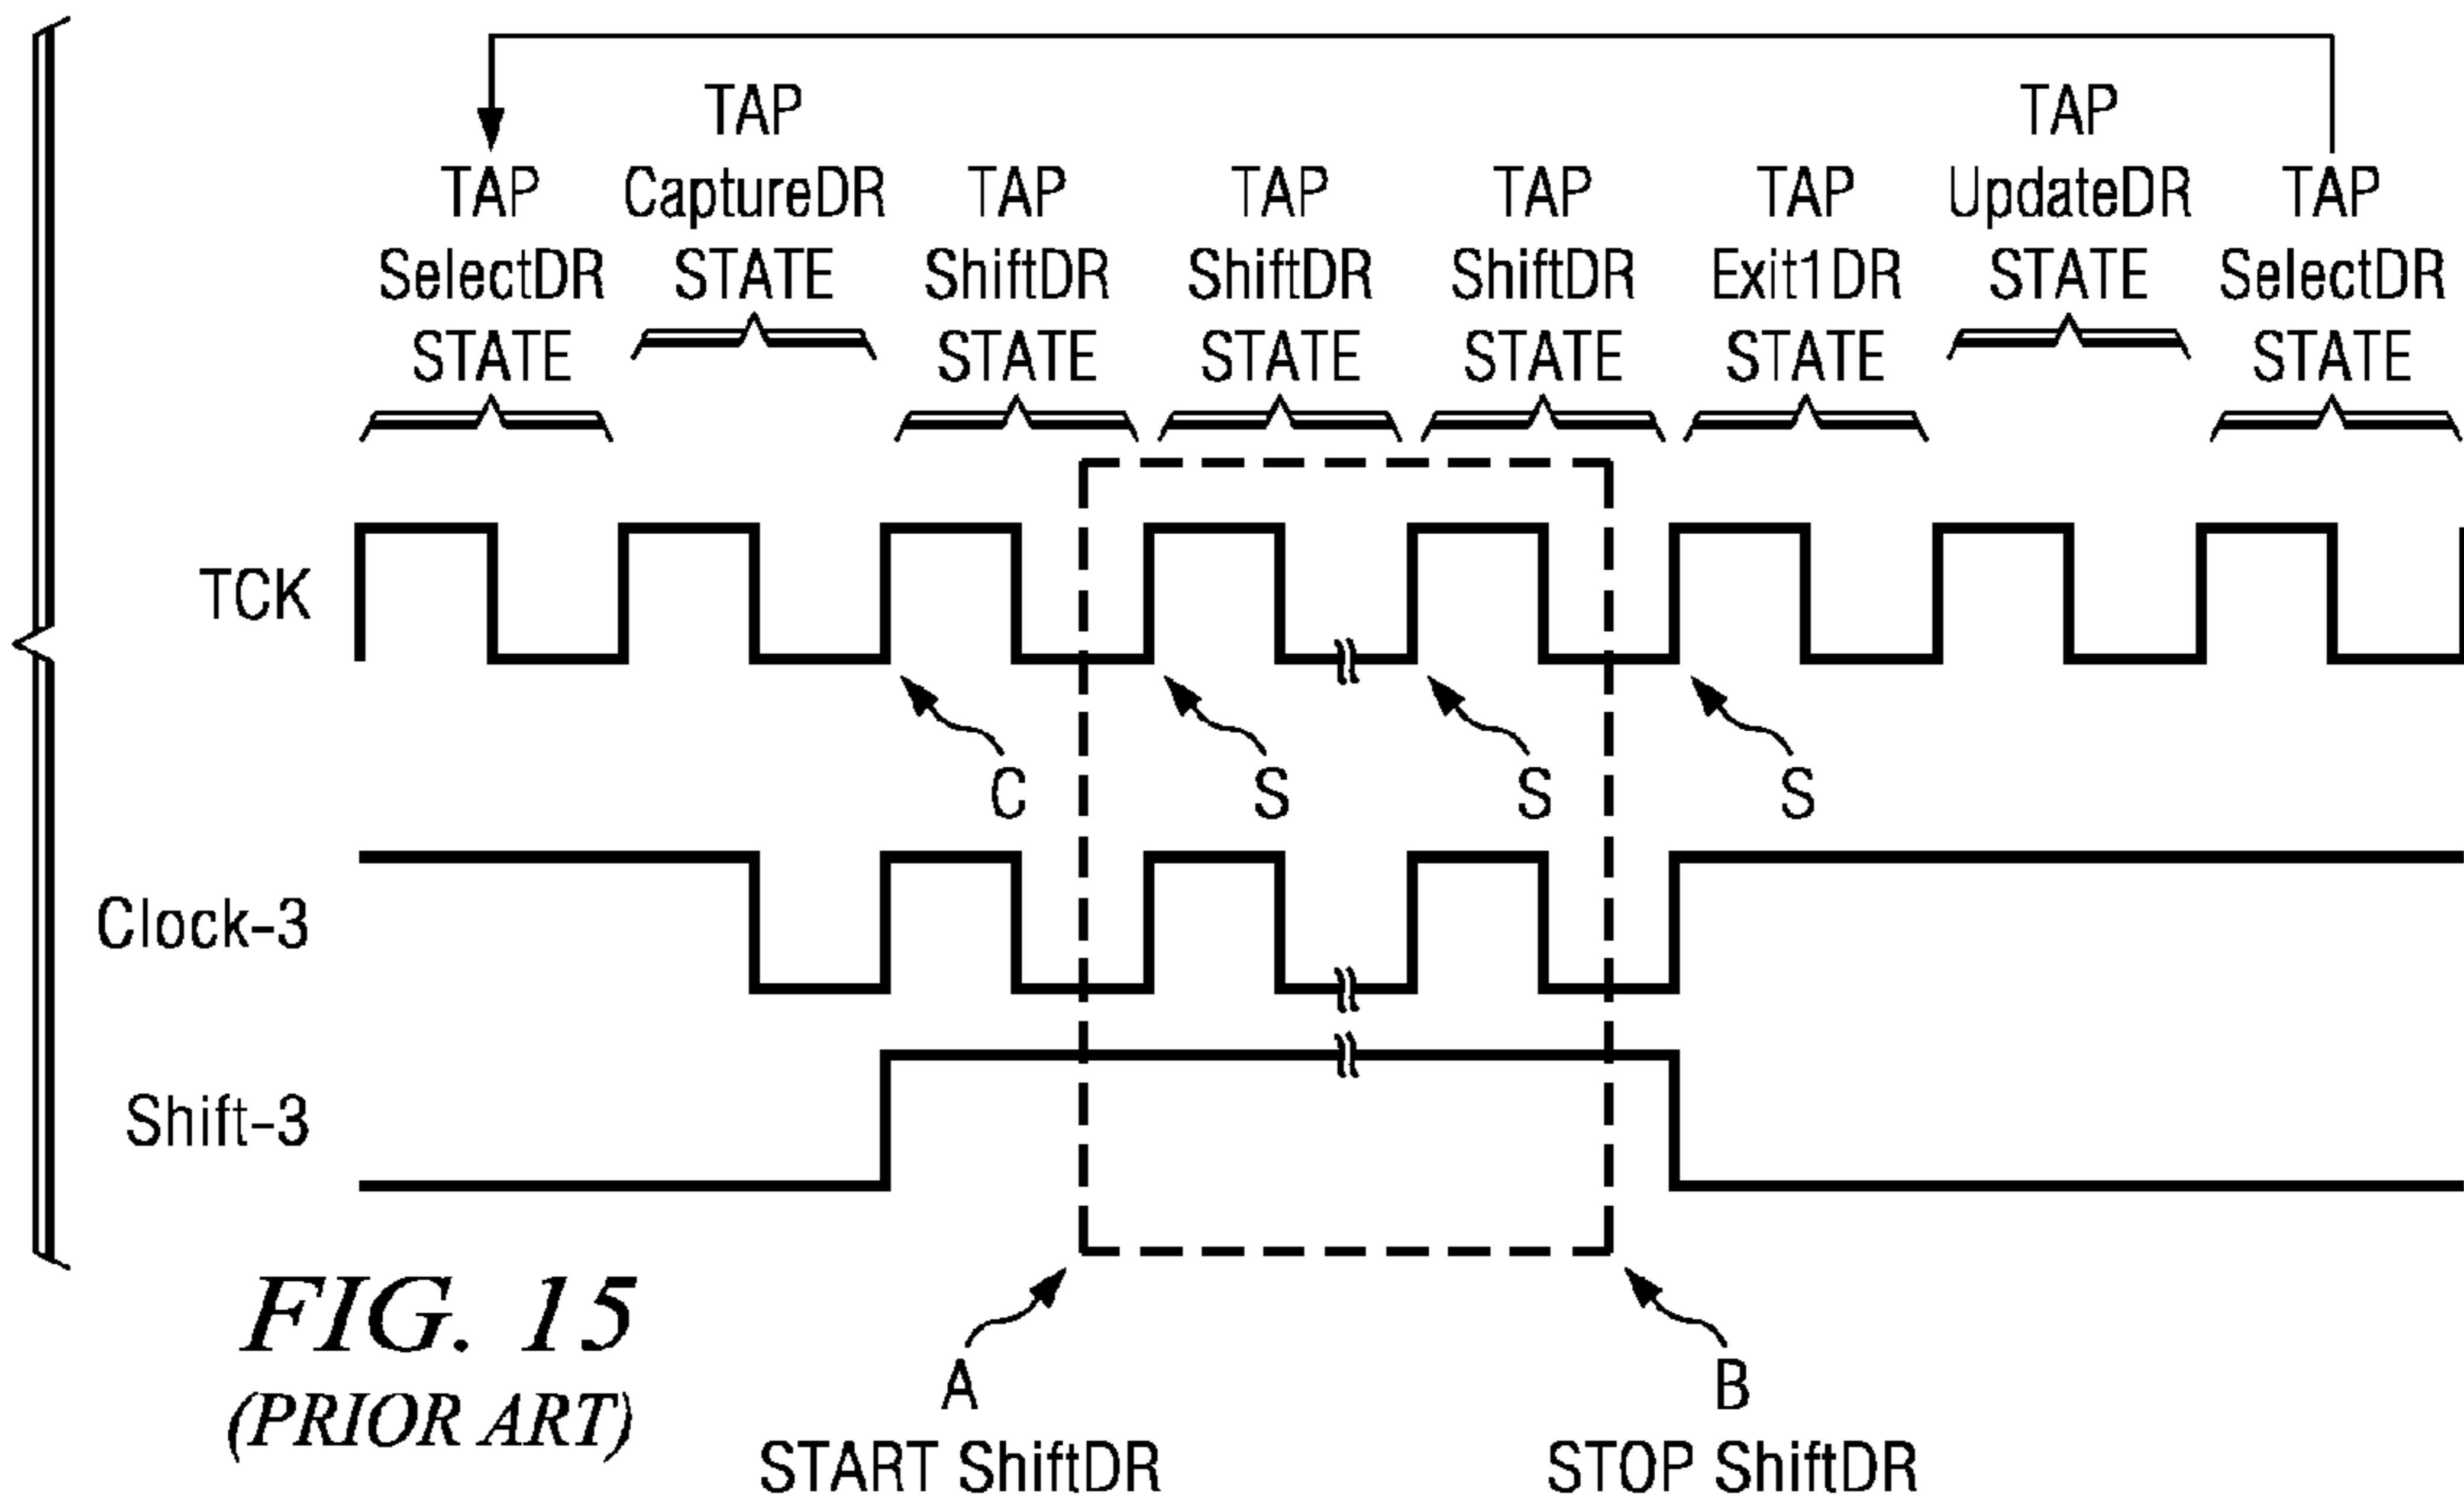 TAP
SelectDR
STATE
TAP
CaptureDR
STATE
TAP
ShiftDR
STATE
TAP
ShiftDR
STATE
TAP
ShiftDR
STATE
TAP
Exit1DR
STATE
TAP
UpdateDR
STATE
TAP
SelectDR
STATE
TCK
C
S
S
S
Clock-3
Shift-3
A
START ShiftDR
B
STOP ShiftDR
FIG. 15
(PRIOR ART)